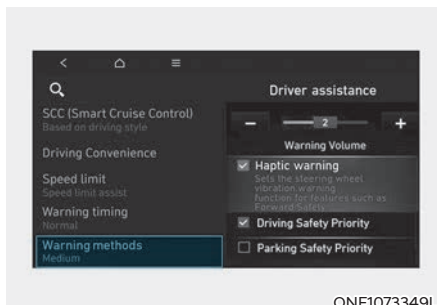 Driver assistance
SCC (Smart Cruise Control)
Based on driving style
Driving Convenience
Speed limit
Speed limit assist
Warning timing
Normal
Warning methods
Medium
– 2 +
Warning Volume
Haptic warning
Sets the steering wheel
vibration warning
function for features such as
Forward Safety
Driving Safety Priority
Parking Safety Priority
ONE1073349L